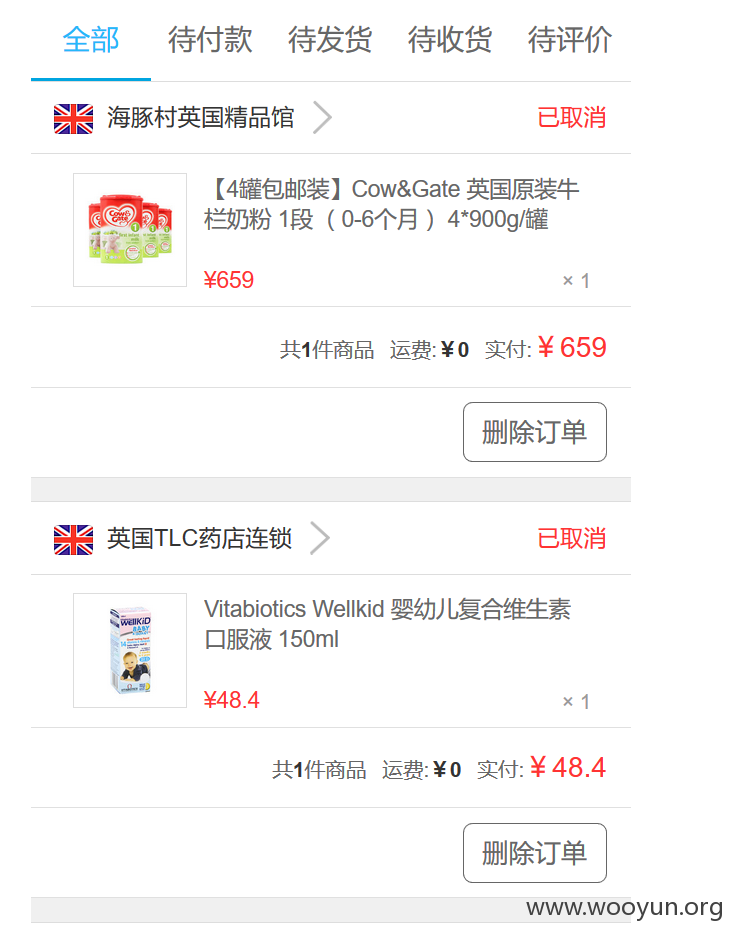 全部 待付款 待发货 待收货 待评价
海豚村英国精品馆 已取消
【4罐包邮装】Cow&Gate 英国原装牛
栏奶粉 1段（0-6个月）4*900g/罐
Cow&Gate
1
¥659 × 1
共1件商品 运费:¥0 实付:¥659
删除订单
英国TLC药店连锁 已取消
Vitabiotics Wellkid 婴幼儿复合维生素
口服液 150ml
WELLKID
BABY
¥48.4 × 1
共1件商品 运费:¥0 实付:¥48.4
删除订单
www.wooyun.org